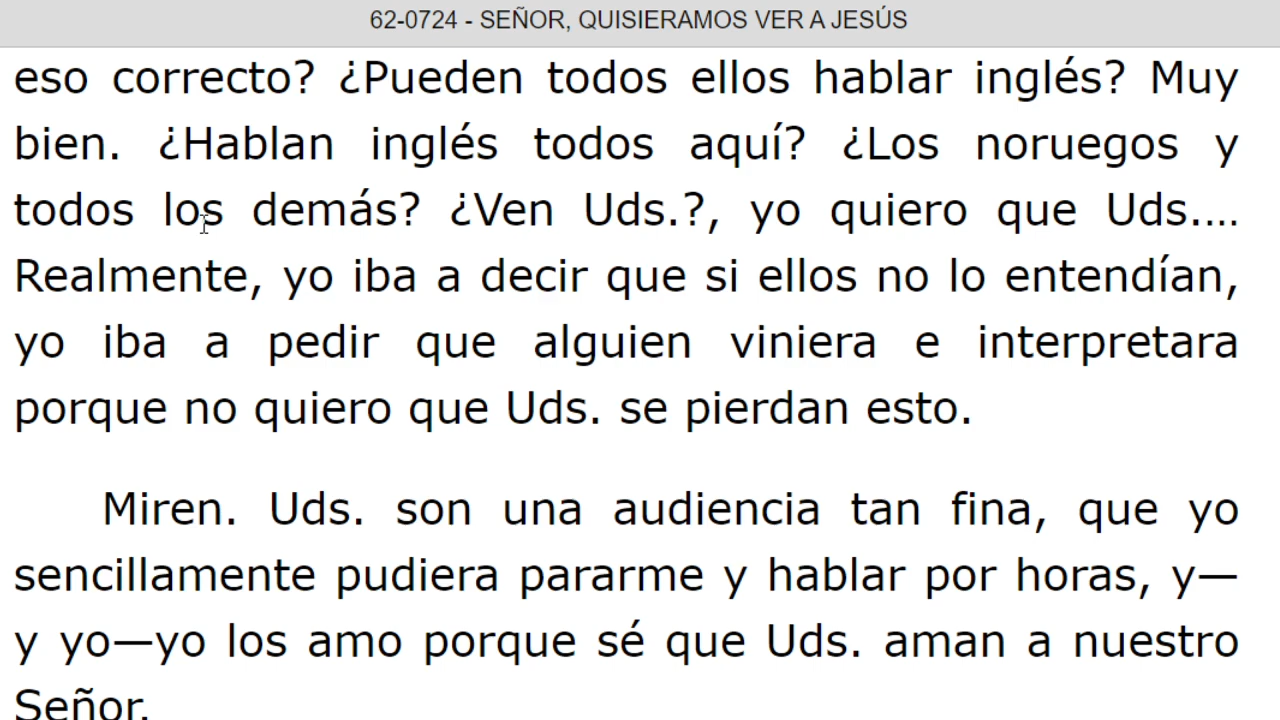 62-0724 - SEÑOR, QUISIERAMOS VER A JESÚS
eso correcto? ¿Pueden todos ellos hablar inglés? Muy
bien. ¿Hablan inglés todos aquí? ¿Los noruegos y
todos los demás? ¿Ven Uds.?, yo quiero que Uds.…
Realmente, yo iba a decir que si ellos no lo entendían,
yo iba a pedir que alguien viniera e interpretara
porque no quiero que Uds. se pierdan esto.
Miren. Uds. son una audiencia tan fina, que yo
sencillamente pudiera pararme y hablar por horas, y—
y yo—yo los amo porque sé que Uds. aman a nuestro
Señor.